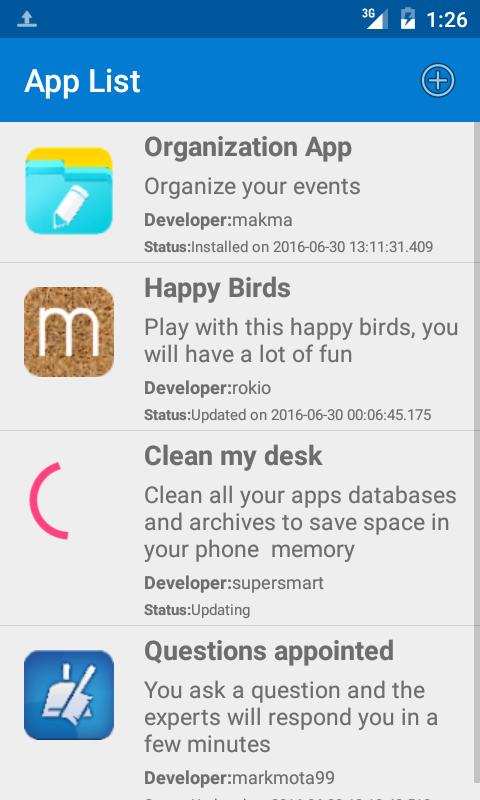 3G
1:26
App List
Organization App
Organize your events
Developer:makma
Status:Installed on 2016-06-30 13:11:31.409
m
Happy Birds
Play with this happy birds, you
will have a lot of fun
Developer:rokio
Status:Updated on 2016-06-30 00:06:45.175
Clean my desk
Clean all your apps databases
and archives to save space in
your phone  memory
Developer:supersmart
Status:Updating
Questions appointed
You ask a question and the
experts will respond you in a
few minutes
Developer:markmota99